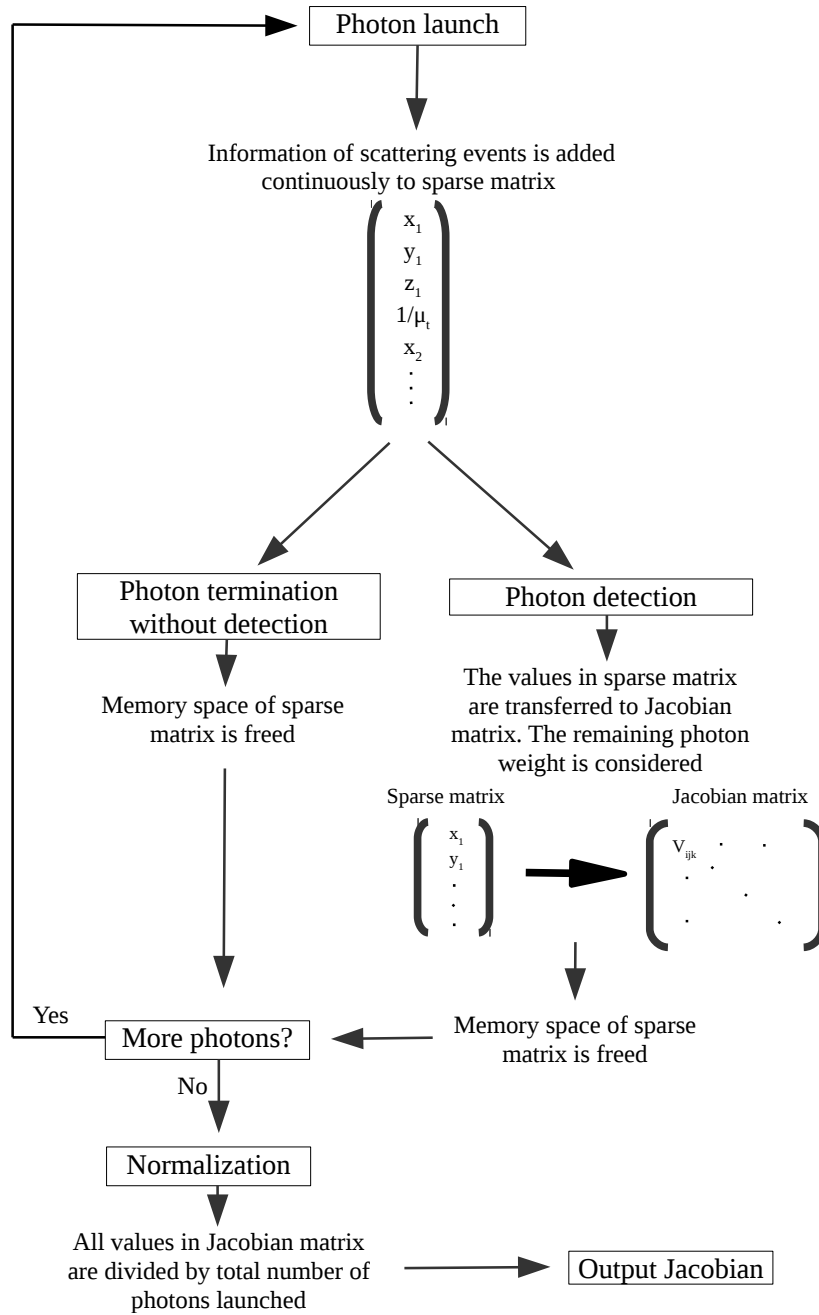 Photon launch
Information of scattering events is added
continuously to sparse matrix
x1
y1
z1
1/μt
x2
.
.
.
Photon termination
without detection
Photon detection
Memory space of sparse
matrix is freed
The values in sparse matrix
are transferred to Jacobian
matrix. The remaining photon
weight is considered
Sparse matrix
Jacobian matrix
x1
y1
.
.
.
Vijk
Memory space of sparse
matrix is freed
Yes
More photons?
No
Normalization
All values in Jacobian matrix
are divided by total number of
photons launched
Output Jacobian